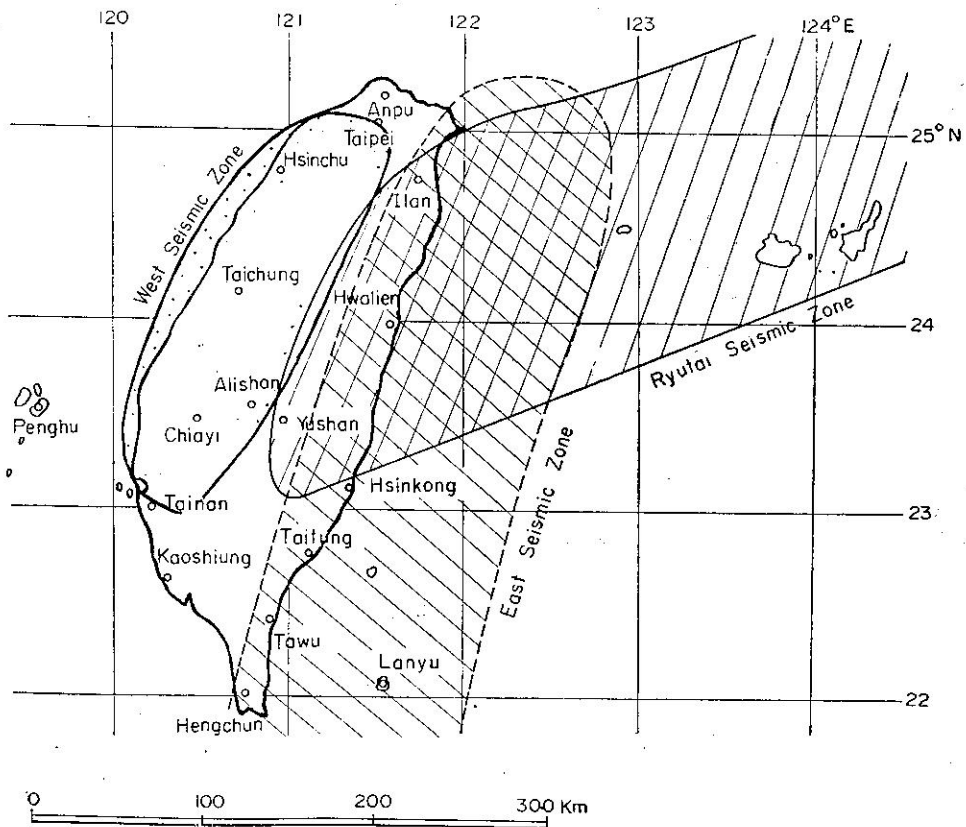 120 121 122 123 124°E
Anpu
25°N
Taipei
Hsinchu
West Seismic Zone
Ilan
Taichung
Hwalien
24
Ryutai Seismic Zone
Alishan
Penghu
Chiayi
Yushan
Hsinkong
Tainan
23
East Seismic Zone
Taitung
Kaoshiung
Tawu
Lanyu
22
Hengchun
0 100 200 300 Km